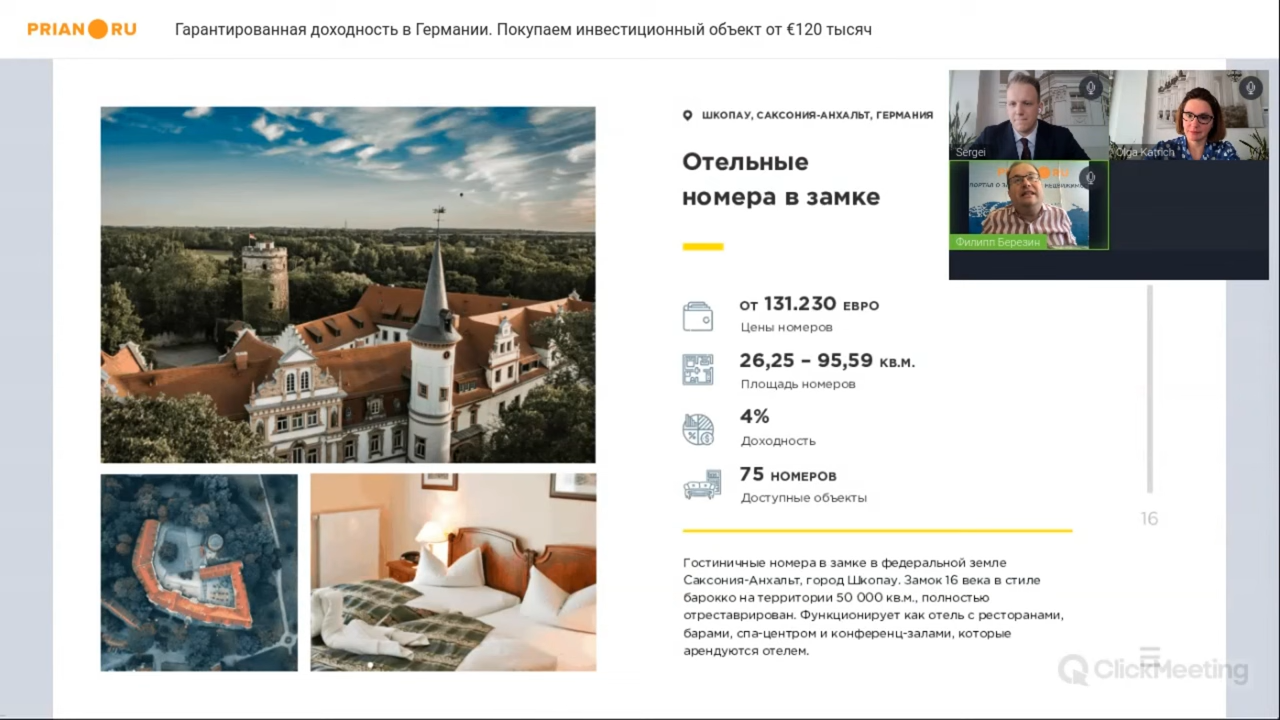 PRIAN RU
Гарантированная доходность в Германии. Покупаем инвестиционный объект от €120 тысяч
ШКОПАУ, САКСОНИЯ-АНХАЛЬТ, ГЕРМАНИЯ
Отельные
номера в замке
Sergei
Olga Katrich
Филипп Березин
ОТ 131.230 ЕВРО
Цены номеров
26,25 – 95,59 КВ.М.
Площадь номеров
4%
Доходность
75 НОМЕРОВ
Доступные объекты
16
Гостиничные номера в замке в федеральной земле
Саксония-Анхальт, город Шкопау. Замок 16 века в стиле
барокко на территории 50 000 кв.м., полностью
отреставрирован. Функционирует как отель с ресторанами,
барами, спа-центром и конференц-залами, которые
арендуются отелем.
ClickMeeting